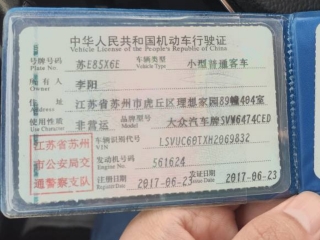 中华人民共和国机动车行驶证
Vehicle License of the People's Republic of China
号牌号码 Plate No. 苏E85X6E 车辆类型 Vehicle Type 小型普通客车
所有人 Owner 李阳
住址 Address 江苏省苏州市虎丘区理想家园89幢404室
使用性质 Use Character 非营运 品牌型号 Model 大众汽车牌SVW6474CED
江苏省苏州 车辆识别代号 VIN LSVUC60TXH2069832
市公安局交 发动机号码 Engine No. 561624
通警察支队 注册日期 Register Date 2017-06-23 发证日期 Issue Date 2017-06-23